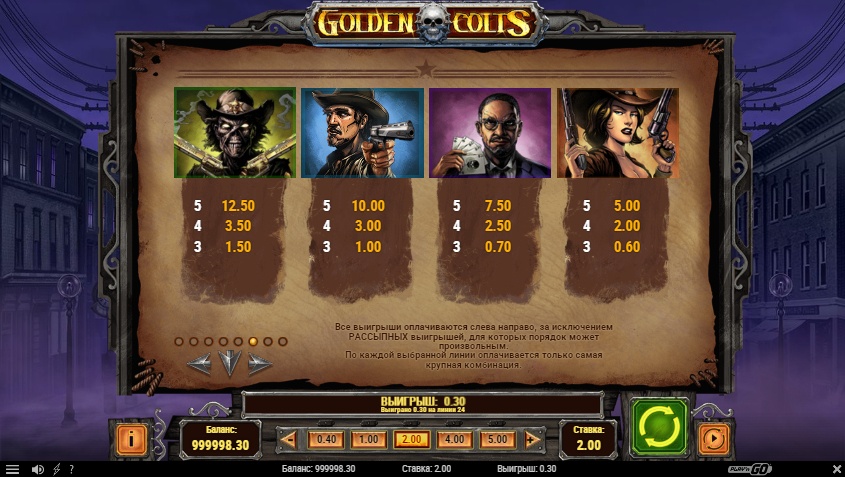 GOLDEN COLTS
5 12.50 5 10.00 5 7.50 5 5.00
4 3.50 4 3.00 4 2.50 4 2.00
3 1.50 3 1.00 3 0.70 3 0.60
Все выигрыши оплачиваются слева направо, за исключением
РАССЫПНЫХ выигрышей, для которых порядок может
произвольным.
По каждой выбранной линии оплачивается только самая
крупная комбинация.
ВЫИГРЫШ: 0.30
Выиграно 0.30 на линии 24
Баланс:
999998.30
0.40 1.00 2.00 4.00 5.00
Ставка:
2.00
Баланс: 999998.30 Ставка: 2.00 Выигрыш: 0.30 PLAY'N GO